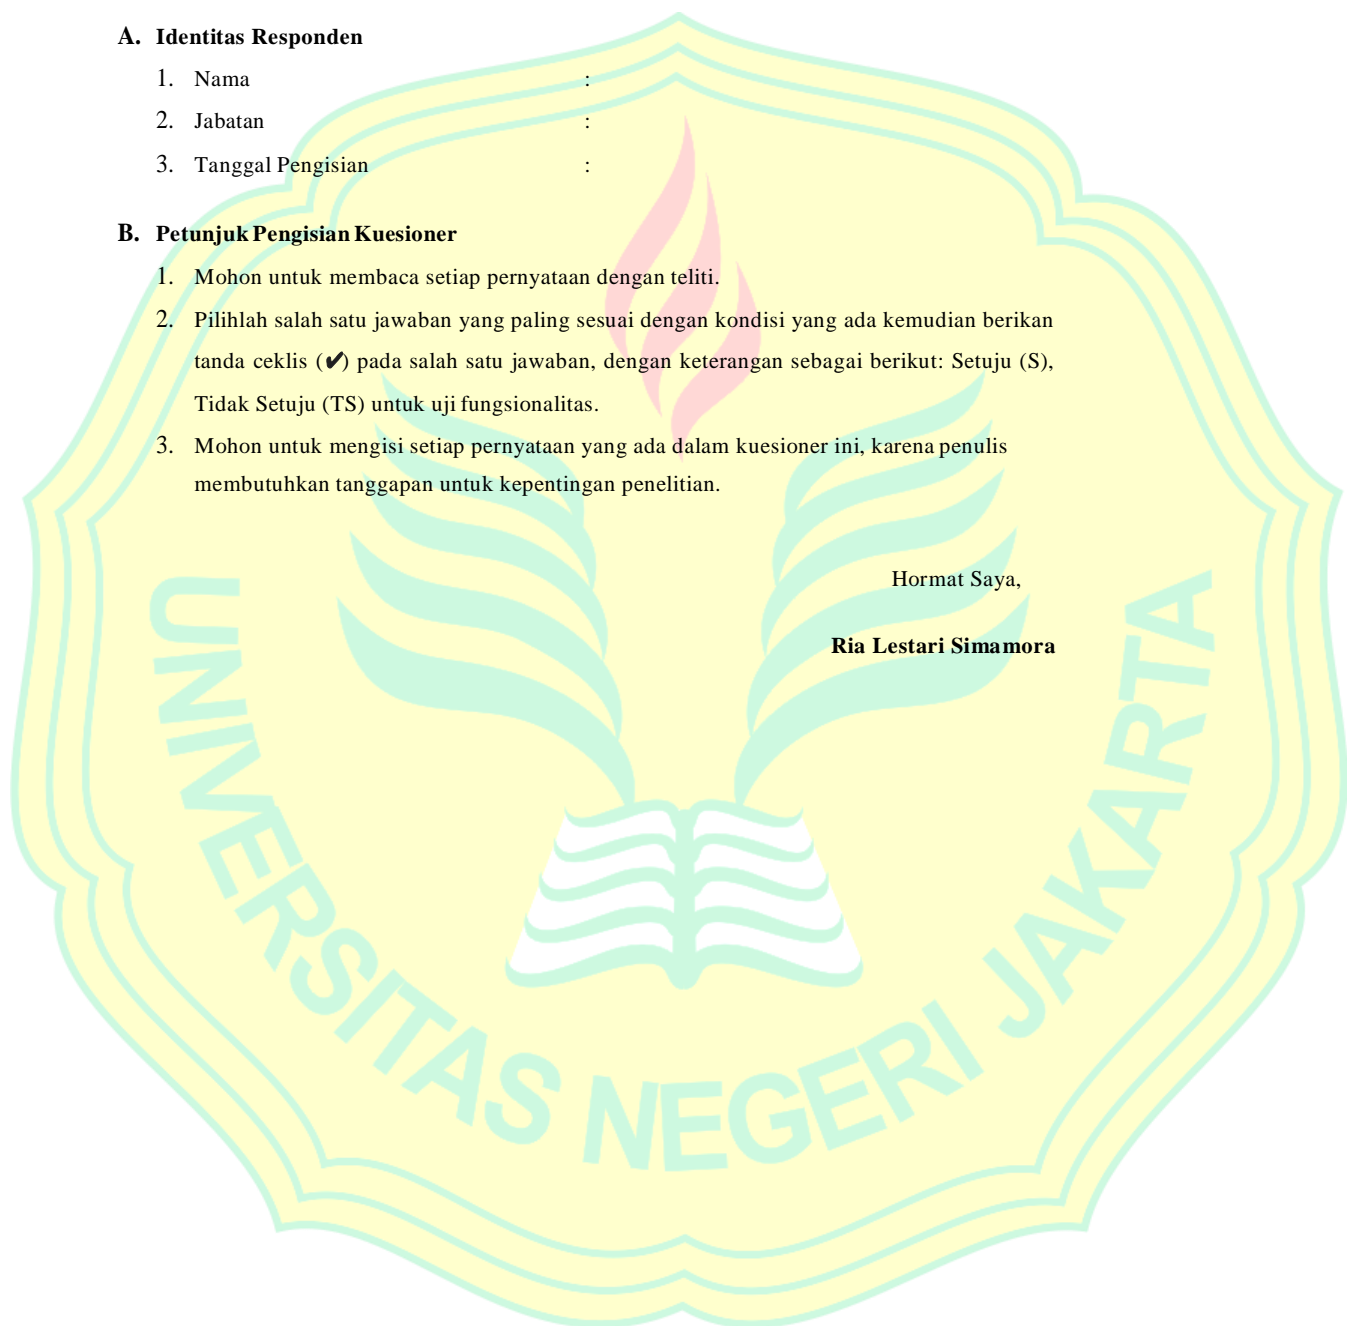 A. Identitas Responden
1. Nama :
2. Jabatan :
3. Tanggal Pengisian :
B. Petunjuk Pengisian Kuesioner
1. Mohon untuk membaca setiap pernyataan dengan teliti.
2. Pilihlah salah satu jawaban yang paling sesuai dengan kondisi yang ada kemudian berikan
tanda ceklis (✔) pada salah satu jawaban, dengan keterangan sebagai berikut: Setuju (S),
Tidak Setuju (TS) untuk uji fungsionalitas.
3. Mohon untuk mengisi setiap pernyataan yang ada dalam kuesioner ini, karena penulis
membutuhkan tanggapan untuk kepentingan penelitian.
Hormat Saya,
Ria Lestari Simamora
UNIVERSITAS NEGERI JAKARTA